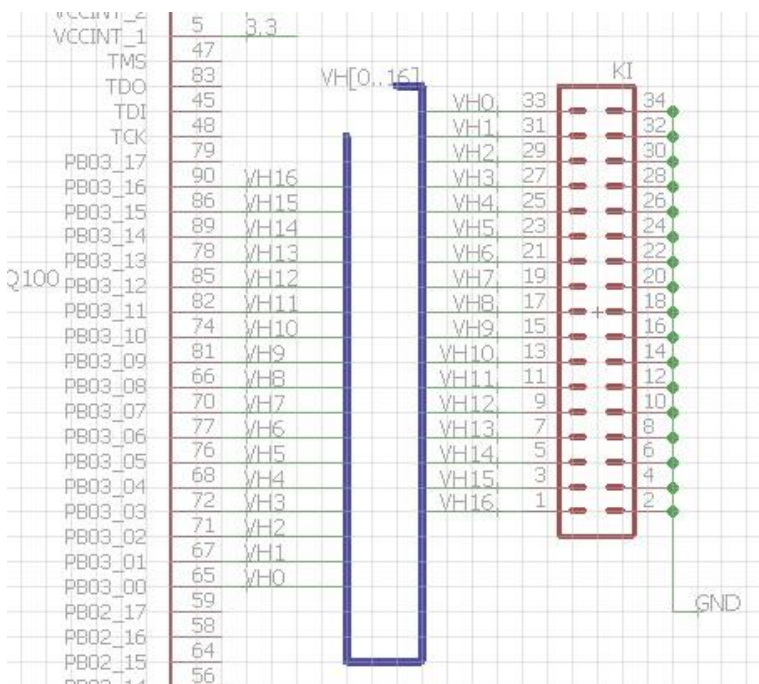 VCCINT_2
VCCINT_1 5 3.3
TMS 47
TDO 83
TDI 45
TCK 48
PB03_17 79
PB03_16 90 VH16
PB03_15 86 VH15
PB03_14 89 VH14
PB03_13 78 VH13
Q100
PB03_12 85 VH12
PB03_11 82 VH11
PB03_10 74 VH10
PB03_09 81 VH9
PB03_08 66 VH8
PB03_07 70 VH7
PB03_06 77 VH6
PB03_05 76 VH5
PB03_04 68 VH4
PB03_03 72 VH3
PB03_02 71 VH2
PB03_01 67 VH1
PB03_00 65 VH0
PB02_17 59
PB02_16 58
PB02_15 64
56
VH[0..16]
KI
VH0 33 34
VH1 31 32
VH2 29 30
VH3 27 28
VH4 25 26
VH5 23 24
VH6 21 22
VH7 19 20
VH8 17 18
VH9 15 16
VH10 13 14
VH11 11 12
VH12 9 10
VH13 7 8
VH14 5 6
VH15 3 4
VH16 1 2
GND